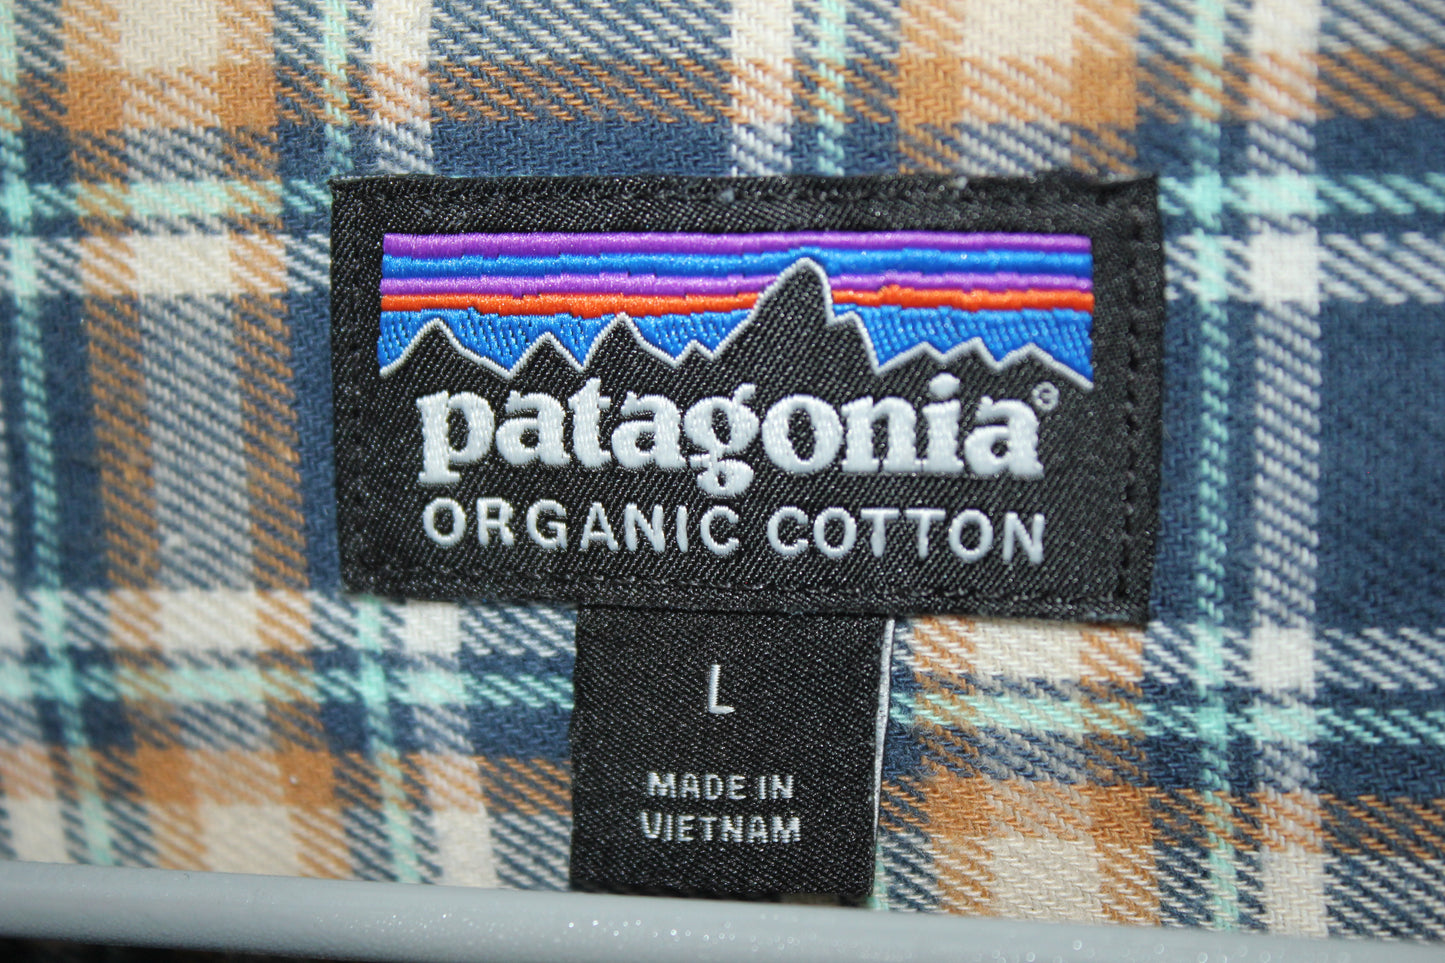 patagonia©
ORGANIC COTTON
L
MADE IN
VIETNAM